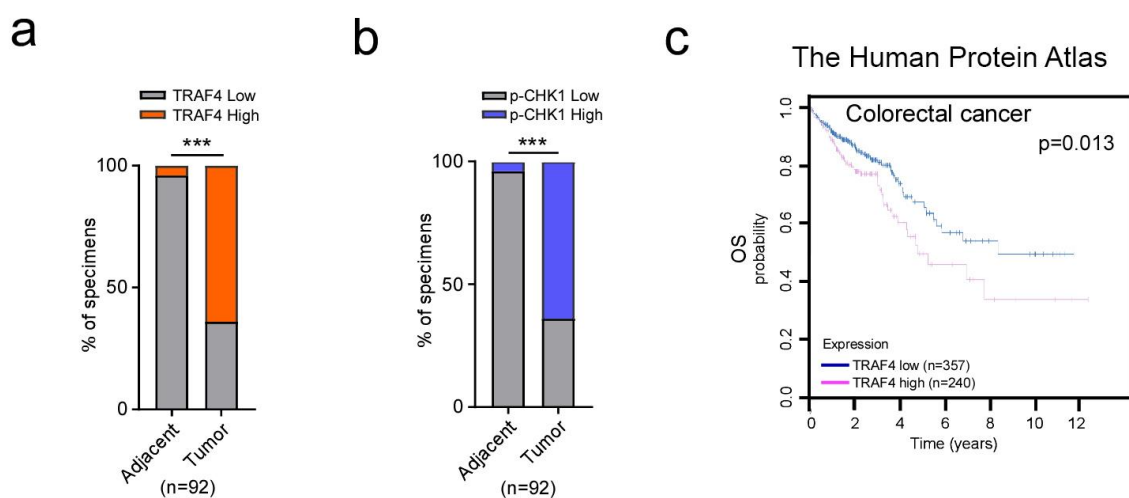 a
TRAF4 Low
TRAF4 High
***
100
50
0
% of specimens
Adjacent
Tumor
(n=92)
b
p-CHK1 Low
p-CHK1 High
***
100
50
0
% of specimens
Adjacent
Tumor
(n=92)
c
The Human Protein Atlas
Colorectal cancer
p=0.013
1.0
0.8
0.6
0.4
0.2
0.0
OS
probability
Expression
TRAF4 low (n=357)
TRAF4 high (n=240)
0 2 4 6 8 10 12
Time (years)